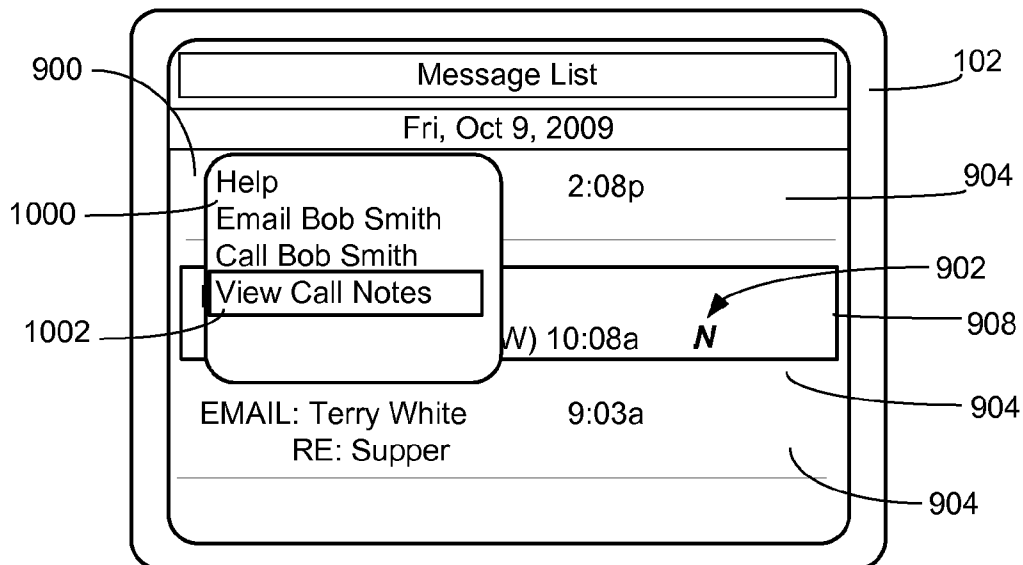 Message List
Fri, Oct 9, 2009
900
102
Help
2:08p
904
1000
Email Bob Smith
Call Bob Smith
View Call Notes
902
908
1002
W) 10:08a
N
EMAIL: Terry White
9:03a
904
RE: Supper
904